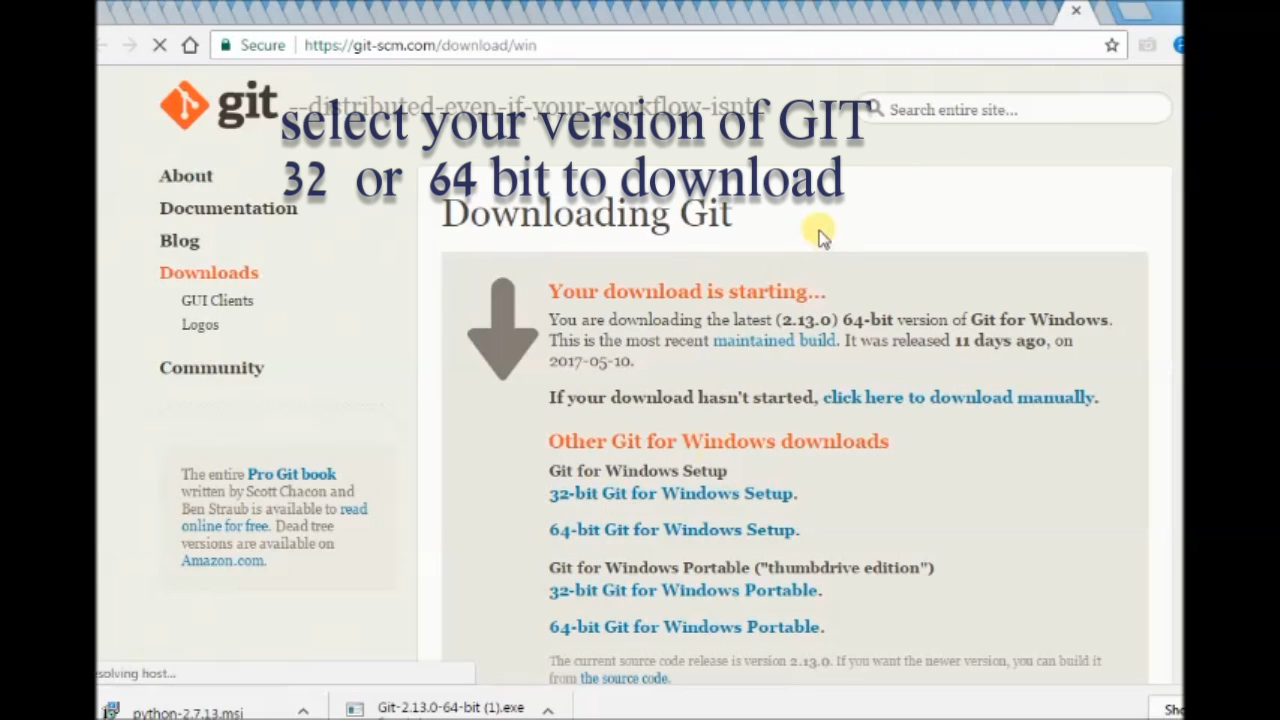 Secure https://git-scm.com/download/win
git --distributed-even-if-your-workflow-isnt
Search entire site...
select your version of GIT
32 or 64 bit to download
About
Documentation
Blog
Downloads
GUI Clients
Logos
Community
The entire Pro Git book
written by Scott Chacon and
Ben Straub is available to read
online for free. Dead tree
versions are available on
Amazon.com.
Downloading Git
Your download is starting...
You are downloading the latest (2.13.0) 64-bit version of Git for Windows.
This is the most recent maintained build. It was released 11 days ago, on
2017-05-10.
If your download hasn't started, click here to download manually.
Other Git for Windows downloads
Git for Windows Setup
32-bit Git for Windows Setup.
64-bit Git for Windows Setup.
Git for Windows Portable ("thumbdrive edition")
32-bit Git for Windows Portable.
64-bit Git for Windows Portable.
The current source code release is version 2.13.0. If you want the newer version, you can build it
from the source code.
solving host...
python-2.7.13.msi
Git-2.13.0-64-bit (1).exe